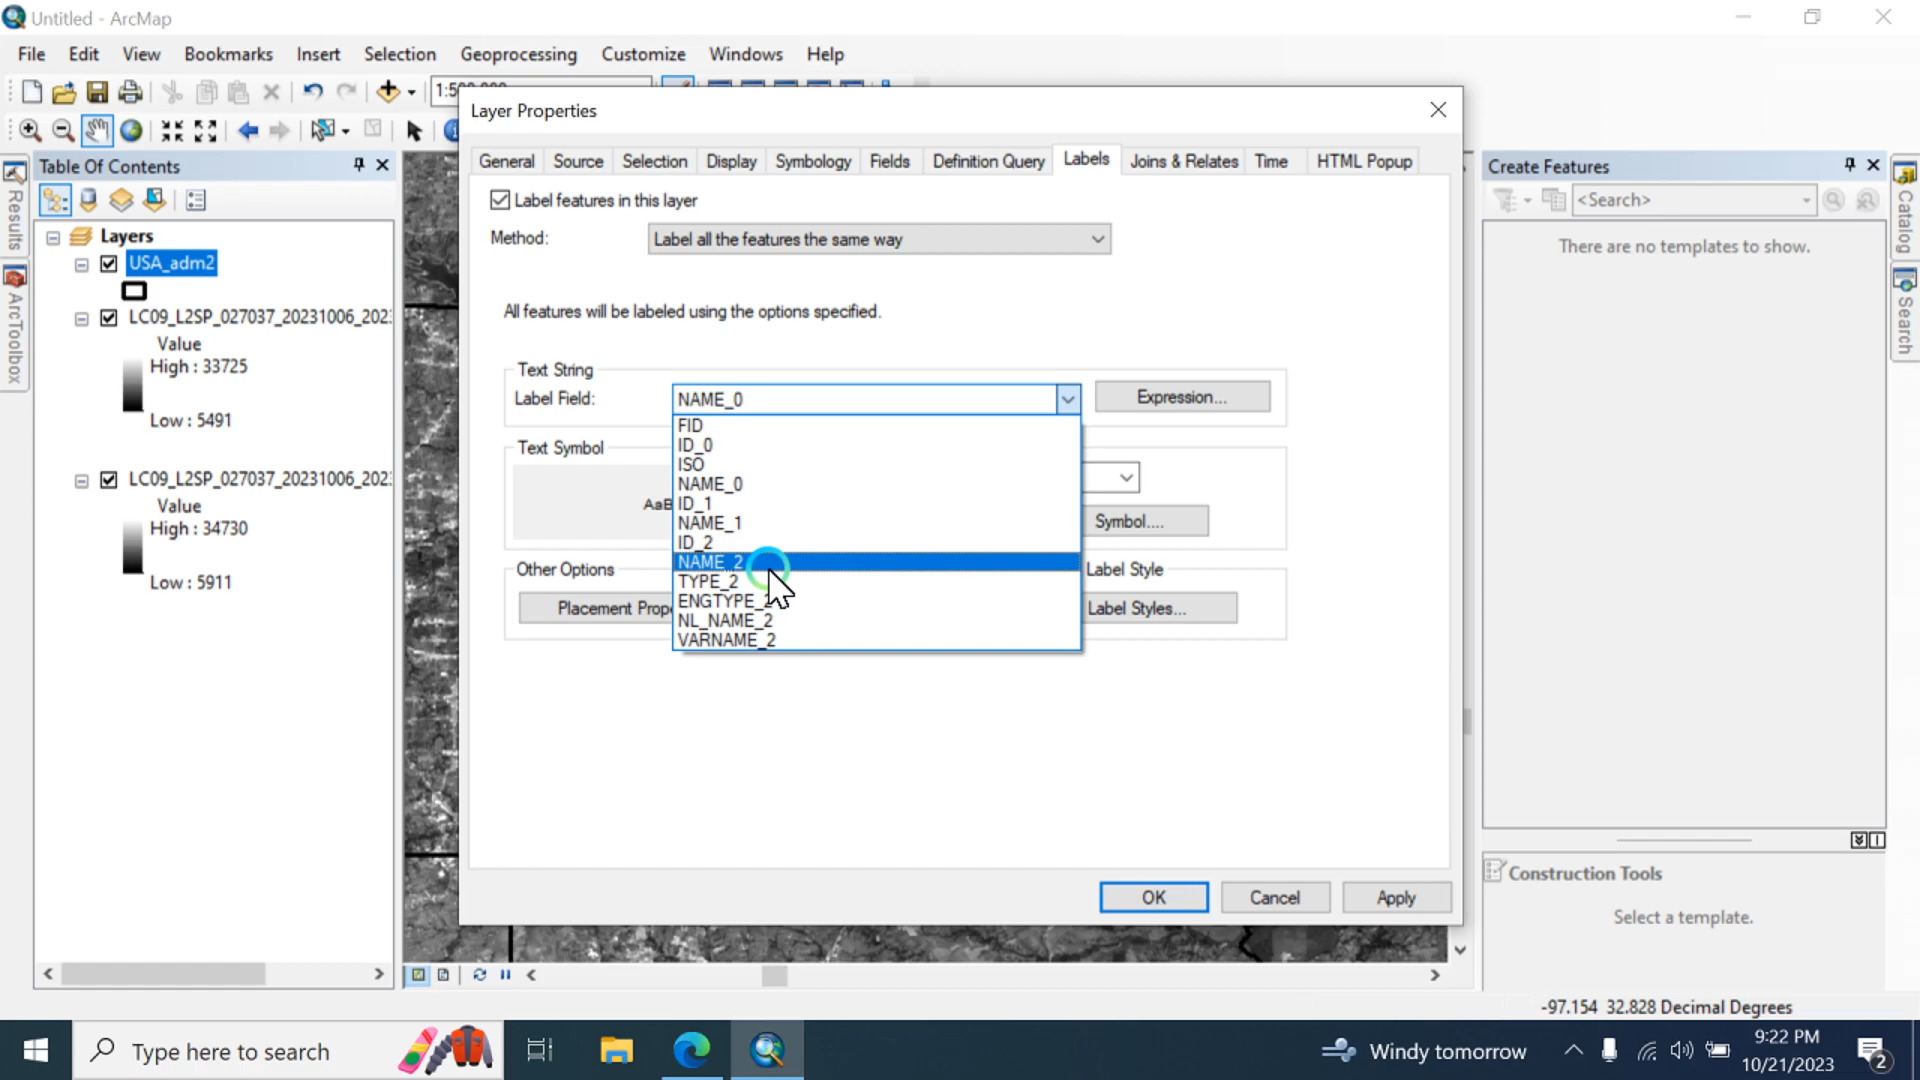 Untitled - ArcMap
File Edit View Bookmarks Insert Selection Geoprocessing Customize Windows Help
Layer Properties
Table Of Contents
General Source Selection Display Symbology Fields Definition Query Labels Joins & Relates Time HTML Popup
Create Features
<Search>
There are no templates to show.
Results
ArcToolbox
Catalog
Search
Layers
USA_adm2
LC09_L2SP_027037_20231006_202
Value
High : 33725
Low : 5491
LC09_L2SP_027037_20231006_202
Value
High : 34730
Low : 5911
Label features in this layer
Method: Label all the features the same way
All features will be labeled using the options specified.
Text String
Label Field: NAME_0 Expression...
FID
ID_0
ISO
NAME_0
ID_1
NAME_1
ID_2
NAME_2
TYPE_2
ENGTYPE_2
NL_NAME_2
VARNAME_2
Text Symbol
Symbol....
Other Options
Label Style
Label Styles...
OK Cancel Apply
Construction Tools
Select a template.
-97.154 32.828 Decimal Degrees
Type here to search
Windy tomorrow
9:22 PM
10/21/2023
2